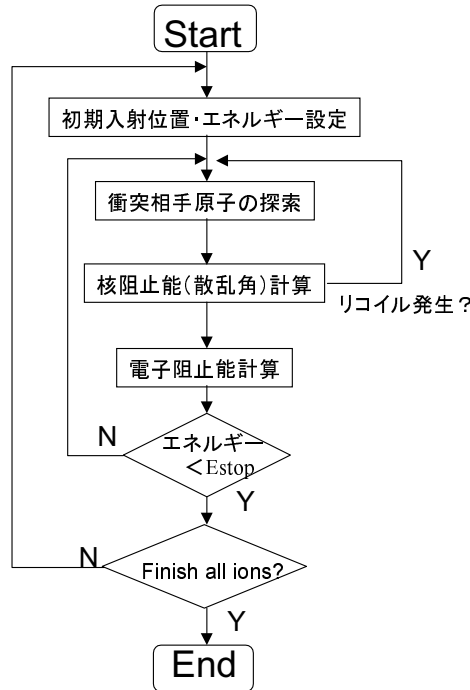 Start
初期入射位置・エネルギー設定
衝突相手原子の探索
核阻止能(散乱角)計算
Y
リコイル発生?
電子阻止能計算
N
エネルギー
<Estop
Y
N
Finish all ions?
Y
End